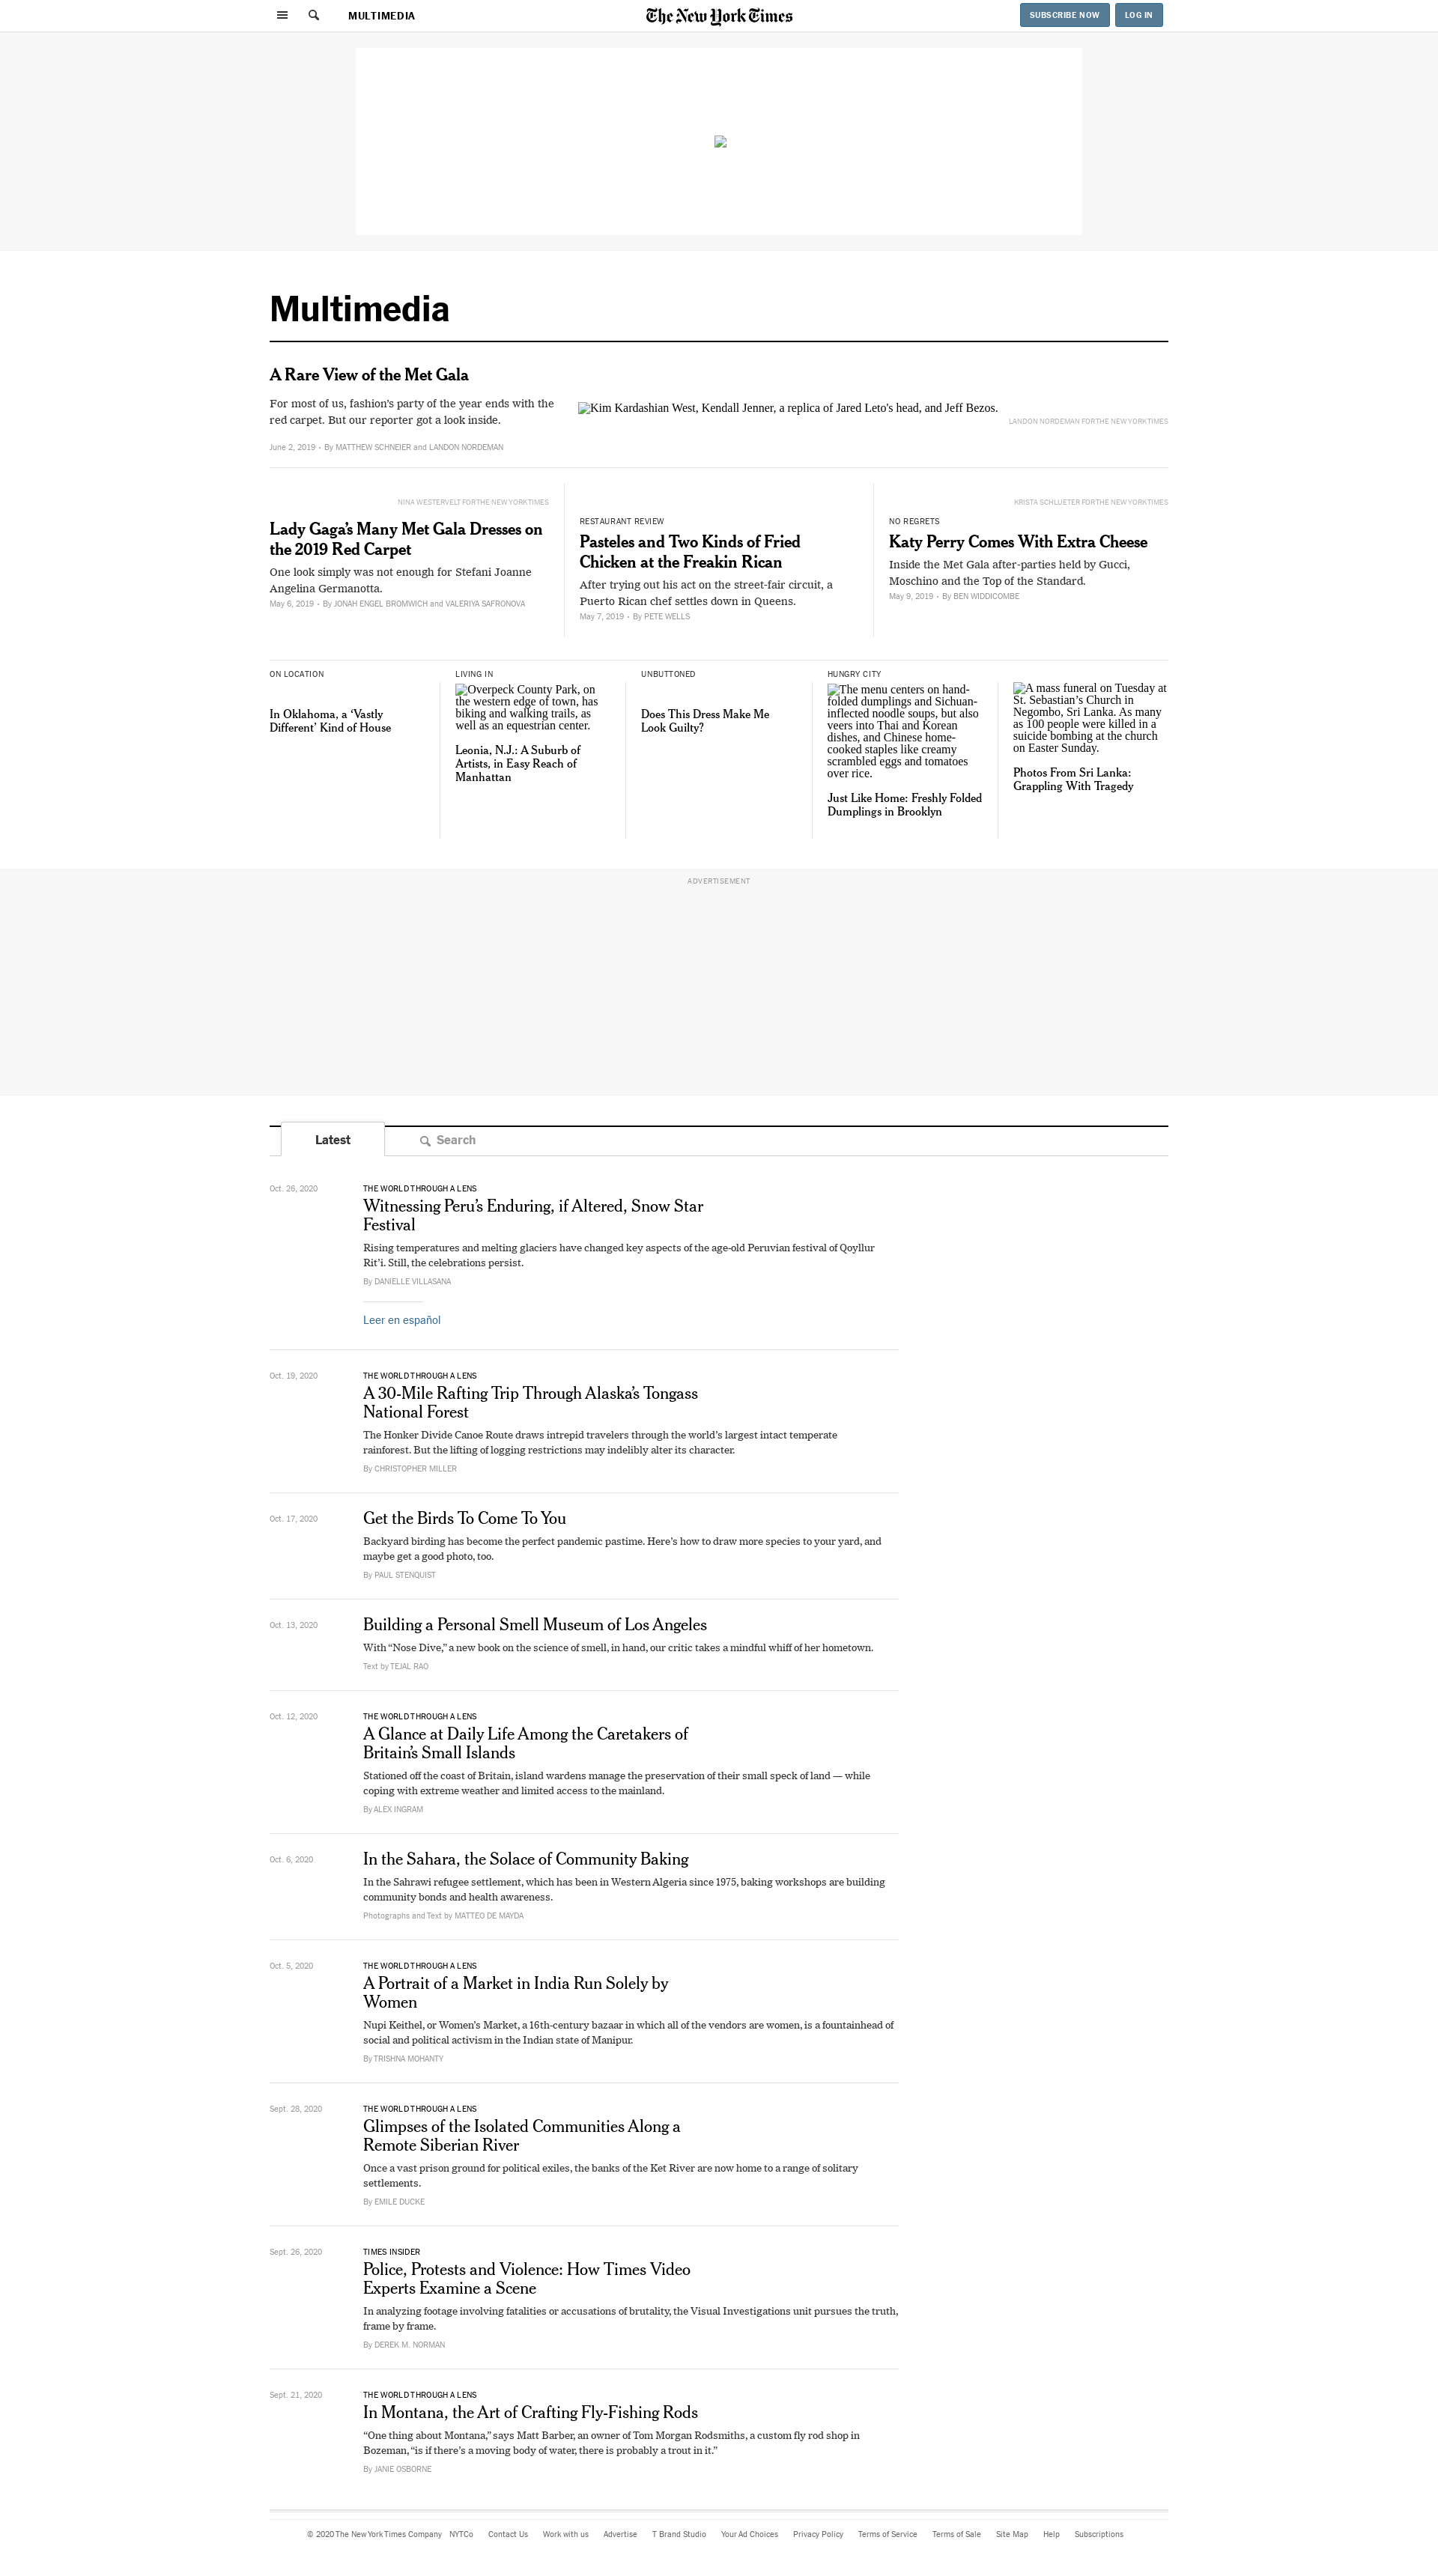 MULTIMEDIA
The New York Times
SUBSCRIBE NOW
LOG IN
Multimedia
A Rare View of the Met Gala
For most of us, fashion's party of the year ends with the
red carpet. But our reporter got a look inside.
June 2, 2019 • By MATTHEW SCHNEIER and LANDON NORDEMAN
Kim Kardashian West, Kendall Jenner, a replica of Jared Leto's head, and Jeff Bezos.
LANDON NORDEMAN FOR THE NEW YORK TIMES
NINA WESTERVELT FOR THE NEW YORK TIMES
Lady Gaga's Many Met Gala Dresses on
the 2019 Red Carpet
One look simply was not enough for Stefani Joanne
Angelina Germanotta.
May 6, 2019 • By JONAH ENGEL BROMWICH and VALERIYA SAFRONOVA
RESTAURANT REVIEW
Pasteles and Two Kinds of Fried
Chicken at the Freakin Rican
After trying out his act on the street-fair circuit, a
Puerto Rican chef settles down in Queens.
May 7, 2019 • By PETE WELLS
KRISTA SCHLUETER FOR THE NEW YORK TIMES
NO REGRETS
Katy Perry Comes With Extra Cheese
Inside the Met Gala after-parties held by Gucci,
Moschino and the Top of the Standard.
May 9, 2019 • By BEN WIDDICOMBE
ON LOCATION
In Oklahoma, a ‘Vastly
Different’ Kind of House
LIVING IN
Overpeck County Park, on
the western edge of town, has
biking and walking trails, as
well as an equestrian center.
Leonia, N.J.: A Suburb of
Artists, in Easy Reach of
Manhattan
UNBUTTONED
Does This Dress Make Me
Look Guilty?
HUNGRY CITY
The menu centers on hand-
folded dumplings and Sichuan-
inflected noodle soups, but also
veers into Thai and Korean
dishes, and Chinese home-
cooked staples like creamy
scrambled eggs and tomatoes
over rice.
Just Like Home: Freshly Folded
Dumplings in Brooklyn
A mass funeral on Tuesday at
St. Sebastian’s Church in
Negombo, Sri Lanka. As many
as 100 people were killed in a
suicide bombing at the church
on Easter Sunday.
Photos From Sri Lanka:
Grappling With Tragedy
ADVERTISEMENT
Latest
Search
Oct. 26, 2020
THE WORLD THROUGH A LENS
Witnessing Peru’s Enduring, if Altered, Snow Star
Festival
Rising temperatures and melting glaciers have changed key aspects of the age-old Peruvian festival of Qoyllur
Rit’i. Still, the celebrations persist.
By DANIELLE VILLASANA
Leer en español
Oct. 19, 2020
THE WORLD THROUGH A LENS
A 30-Mile Rafting Trip Through Alaska’s Tongass
National Forest
The Honker Divide Canoe Route draws intrepid travelers through the world’s largest intact temperate
rainforest. But the lifting of logging restrictions may indelibly alter its character.
By CHRISTOPHER MILLER
Oct. 17, 2020
Get the Birds To Come To You
Backyard birding has become the perfect pandemic pastime. Here’s how to draw more species to your yard, and
maybe get a good photo, too.
By PAUL STENQUIST
Oct. 13, 2020
Building a Personal Smell Museum of Los Angeles
With “Nose Dive,” a new book on the science of smell, in hand, our critic takes a mindful whiff of her hometown.
Text by TEJAL RAO
Oct. 12, 2020
THE WORLD THROUGH A LENS
A Glance at Daily Life Among the Caretakers of
Britain’s Small Islands
Stationed off the coast of Britain, island wardens manage the preservation of their small speck of land — while
coping with extreme weather and limited access to the mainland.
By ALEX INGRAM
Oct. 6, 2020
In the Sahara, the Solace of Community Baking
In the Sahrawi refugee settlement, which has been in Western Algeria since 1975, baking workshops are building
community bonds and health awareness.
Photographs and Text by MATTEO DE MAYDA
Oct. 5, 2020
THE WORLD THROUGH A LENS
A Portrait of a Market in India Run Solely by
Women
Nupi Keithel, or Women’s Market, a 16th-century bazaar in which all of the vendors are women, is a fountainhead of
social and political activism in the Indian state of Manipur.
By TRISHNA MOHANTY
Sept. 28, 2020
THE WORLD THROUGH A LENS
Glimpses of the Isolated Communities Along a
Remote Siberian River
Once a vast prison ground for political exiles, the banks of the Ket River are now home to a range of solitary
settlements.
By EMILE DUCKE
Sept. 26, 2020
TIMES INSIDER
Police, Protests and Violence: How Times Video
Experts Examine a Scene
In analyzing footage involving fatalities or accusations of brutality, the Visual Investigations unit pursues the truth,
frame by frame.
By DEREK M. NORMAN
Sept. 21, 2020
THE WORLD THROUGH A LENS
In Montana, the Art of Crafting Fly-Fishing Rods
“One thing about Montana,” says Matt Barber, an owner of Tom Morgan Rodsmiths, a custom fly rod shop in
Bozeman, “is if there’s a moving body of water, there is probably a trout in it.”
By JANIE OSBORNE
© 2020 The New York Times Company NYTCo Contact Us Work with us Advertise T Brand Studio Your Ad Choices Privacy Policy Terms of Service Terms of Sale Site Map Help Subscriptions